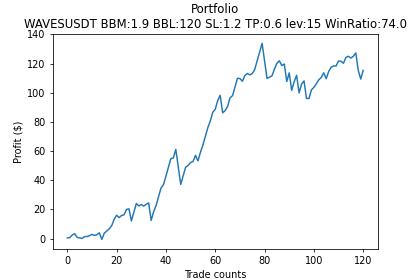 Portfolio
WAVESUSDT BBM:1.9 BBL:120 SL:1.2 TP:0.6 lev:15 WinRatio:74.0
140
120
100
80
60
40
20
0
Profit ($)
0 20 40 60 80 100 120
Trade counts